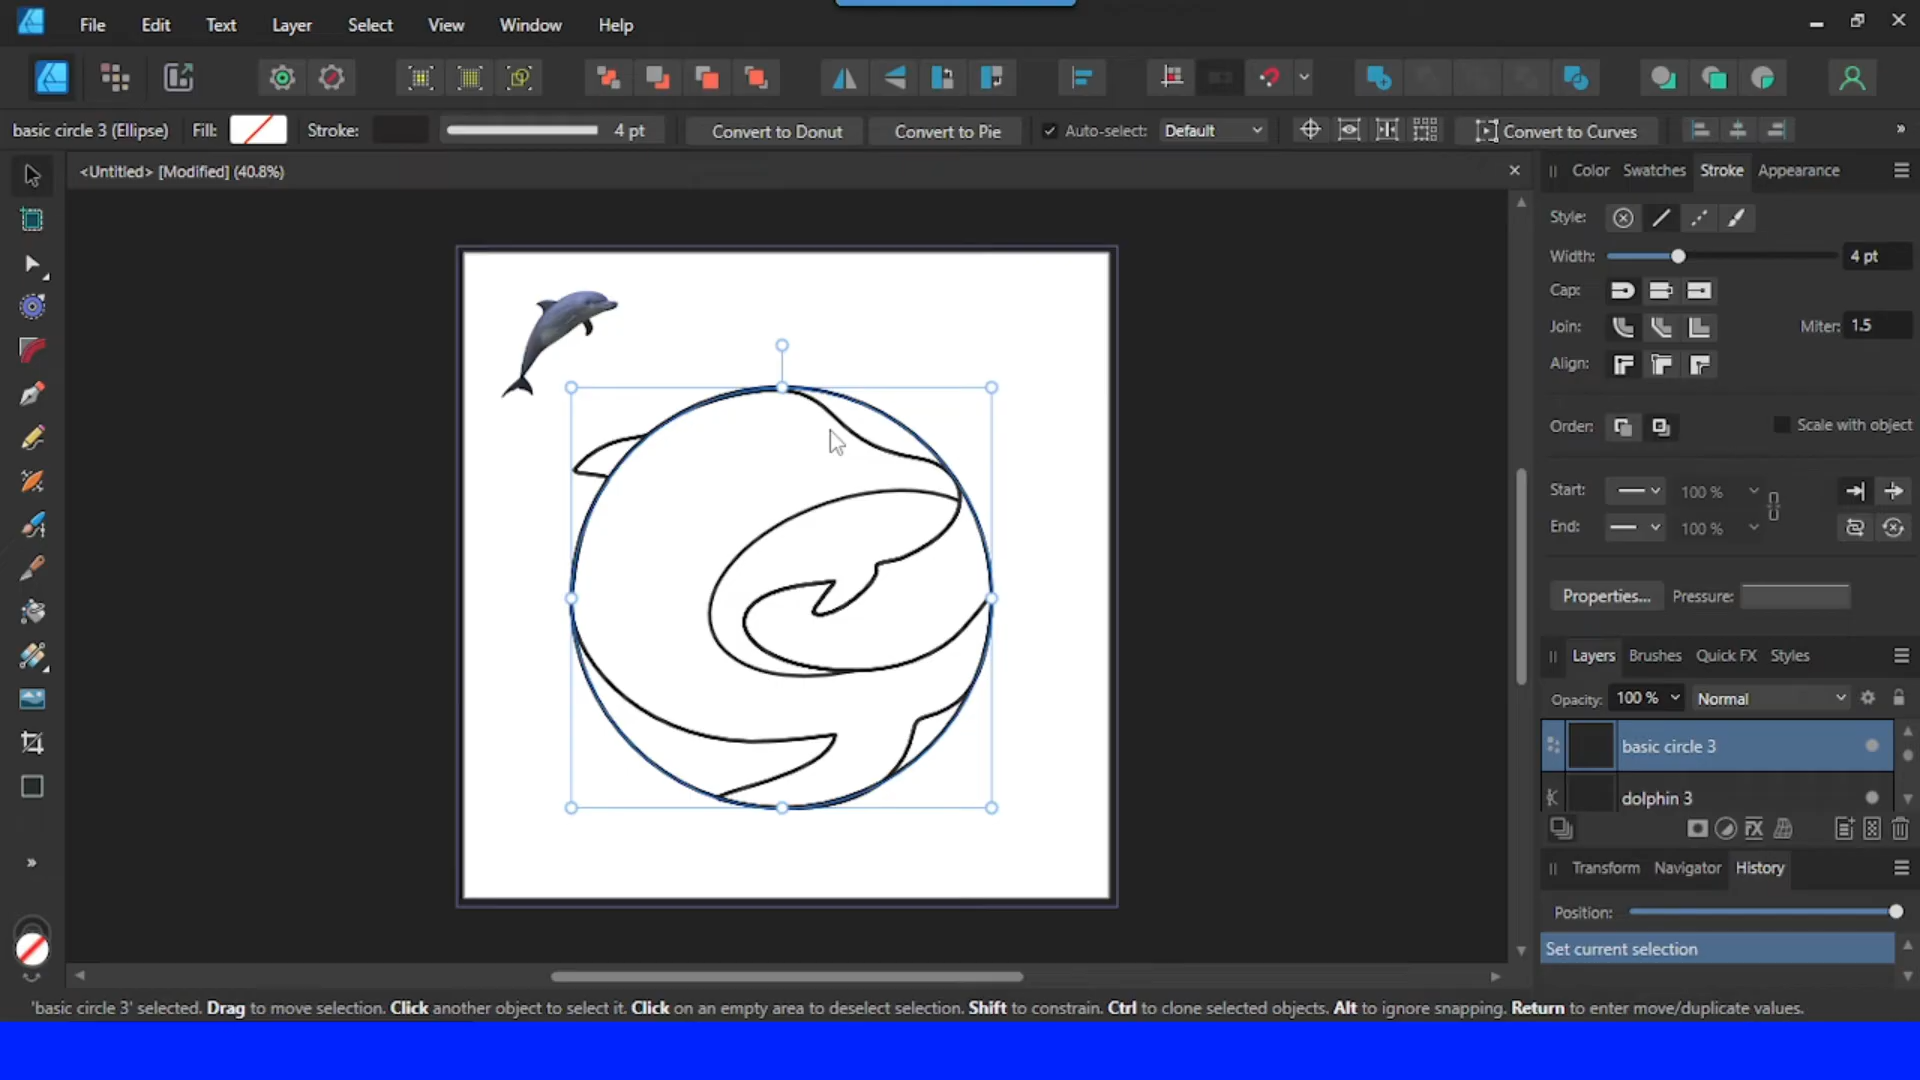 File Edit Text Layer Select View Window Help
basic circle 3 (Ellipse) Fill: Stroke: 4 pt Convert to Donut Convert to Pie Auto-select: Default Convert to Curves »
<Untitled> [Modified] (40.8%)
Color Swatches Stroke Appearance
Style:
Width: 4 pt
Cap:
Join: Miter: 1.5
Align:
Order: Scale with object
Start: 100 %
End: 100 %
Properties... Pressure:
Layers Brushes Quick FX Styles
Opacity: 100 % Normal
basic circle 3
dolphin 3
Transform Navigator History
Position:
Set current selection
'basic circle 3' selected. Drag to move selection. Click another object to select it. Click on an empty area to deselect selection. Shift to constrain. Ctrl to clone selected objects. Alt to ignore snapping. Return to enter move/duplicate values.